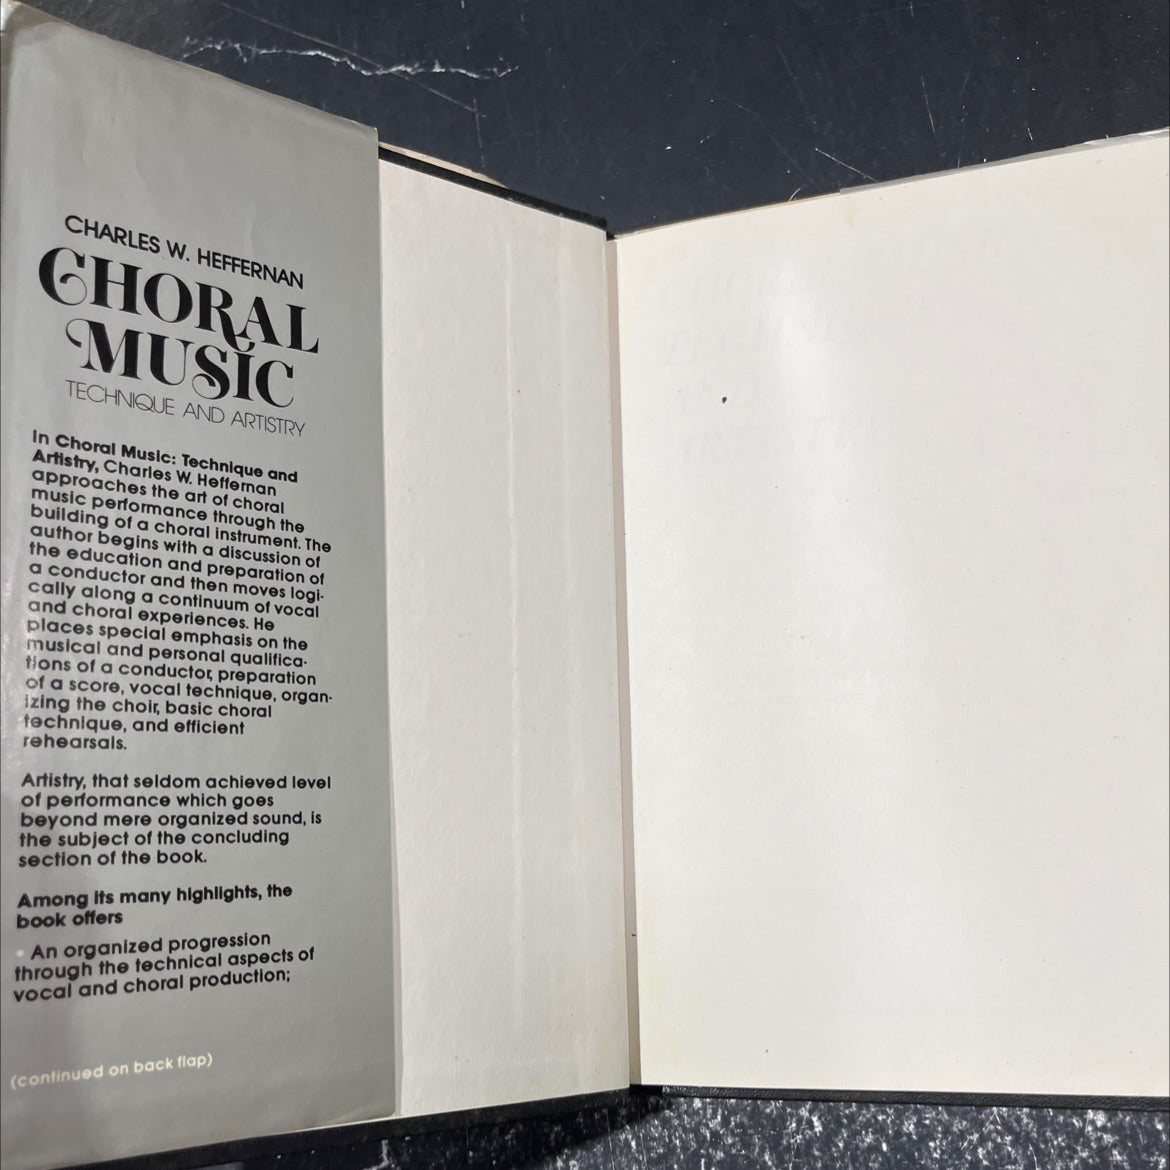 CHARLES W. HEFFERNAN
CHORAL
MUSIC
TECHNIQUE AND ARTISTRY
In Choral Music: Technique and
Artistry, Charles W. Heffernan
approaches the art of choral
music performance through the
building of a choral instrument. The
author begins with a discussion of
the education and preparation of
a conductor and then moves logi-
cally along a continuum of vocal
and choral experiences. He
places special emphasis on the
musical and personal qualifica-
tions of a conductor, preparation
of a score, vocal technique, organ-
izing the choir, basic choral
technique, and efficient
rehearsals.
Artistry, that seldom achieved level
of performance which goes
beyond mere organized sound, is
the subject of the concluding
section of the book.
Among its many highlights, the
book offers
• An organized progression
through the technical aspects of
vocal and choral production;
(continued on back flap)